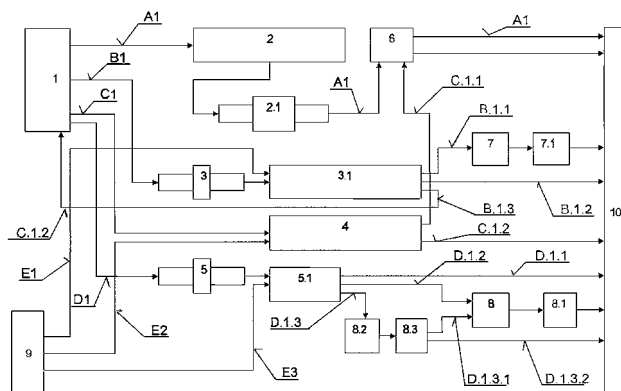 A1
A1
1
2
6
B1
A1
C.1.1
2.1
C1
B.1.1
7
7.1
3
3.1
10
B.1.3
B.1.2
C.1.2
4
C.1.2
E1
D.1.2
D.1.1
5
5.1
D1
D.1.3
8
8.1
E2
8.2
8.3
9
E3
D.1.3.1
D.1.3.2